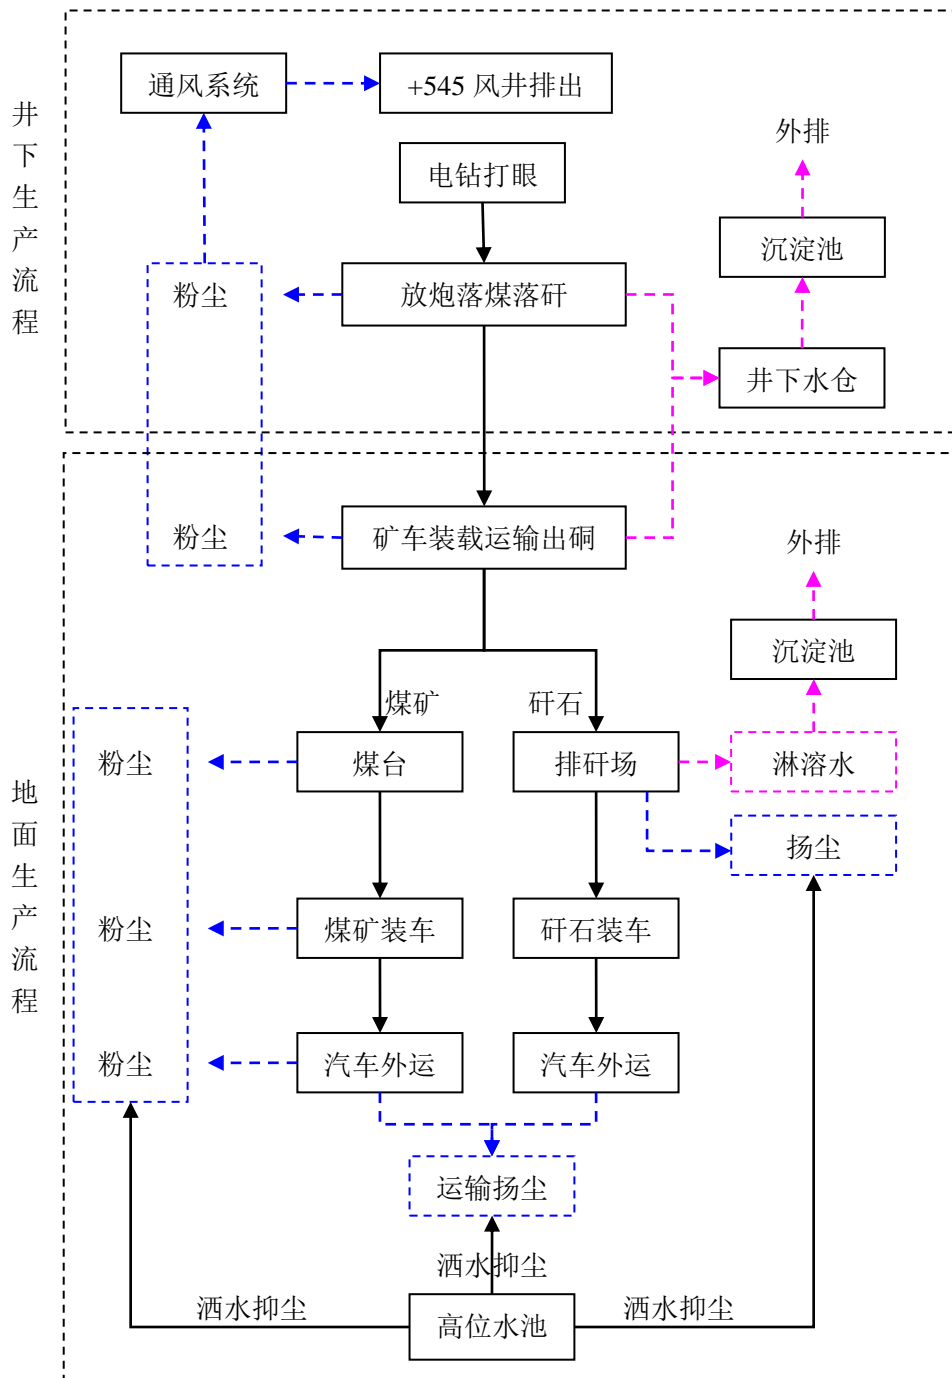 井下生产流程
通风系统
+545 风井排出
电钻打眼
外排
沉淀池
粉尘
放炮落煤落矸
井下水仓
粉尘
矿车装载运输出硐
外排
沉淀池
地面生产流程
煤矿
矸石
粉尘
煤台
排矸场
淋溶水
扬尘
粉尘
煤矿装车
矸石装车
粉尘
汽车外运
汽车外运
运输扬尘
洒水抑尘
洒水抑尘
洒水抑尘
高位水池